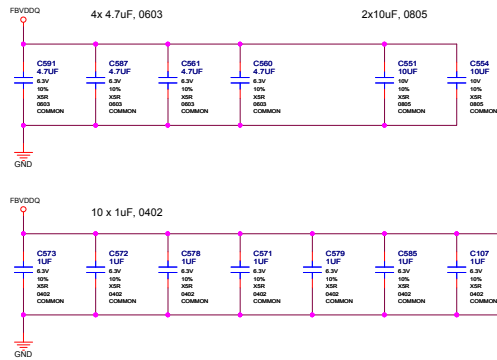 FBVDDQ
4x 4.7uF, 0603
2x10uF, 0805
C591
4.7UF
6.3V
10%
X5R
0603
COMMON
C587
4.7UF
6.3V
10%
X5R
0603
COMMON
C561
4.7UF
6.3V
10%
X5R
0603
COMMON
C560
4.7UF
6.3V
10%
X5R
0603
COMMON
C551
10UF
10V
10%
X5R
0805
COMMON
C554
10UF
10V
10%
X5R
0805
COMMON
GND
FBVDDQ
10 x 1uF, 0402
C573
1UF
6.3V
10%
X5R
0402
COMMON
C572
1UF
6.3V
10%
X5R
0402
COMMON
C578
1UF
6.3V
10%
X5R
0402
COMMON
C571
1UF
6.3V
10%
X5R
0402
COMMON
C579
1UF
6.3V
10%
X5R
0402
COMMON
C585
1UF
6.3V
10%
X5R
0402
COMMON
C107
1UF
6.3V
10%
X5R
0402
COMMON
GND